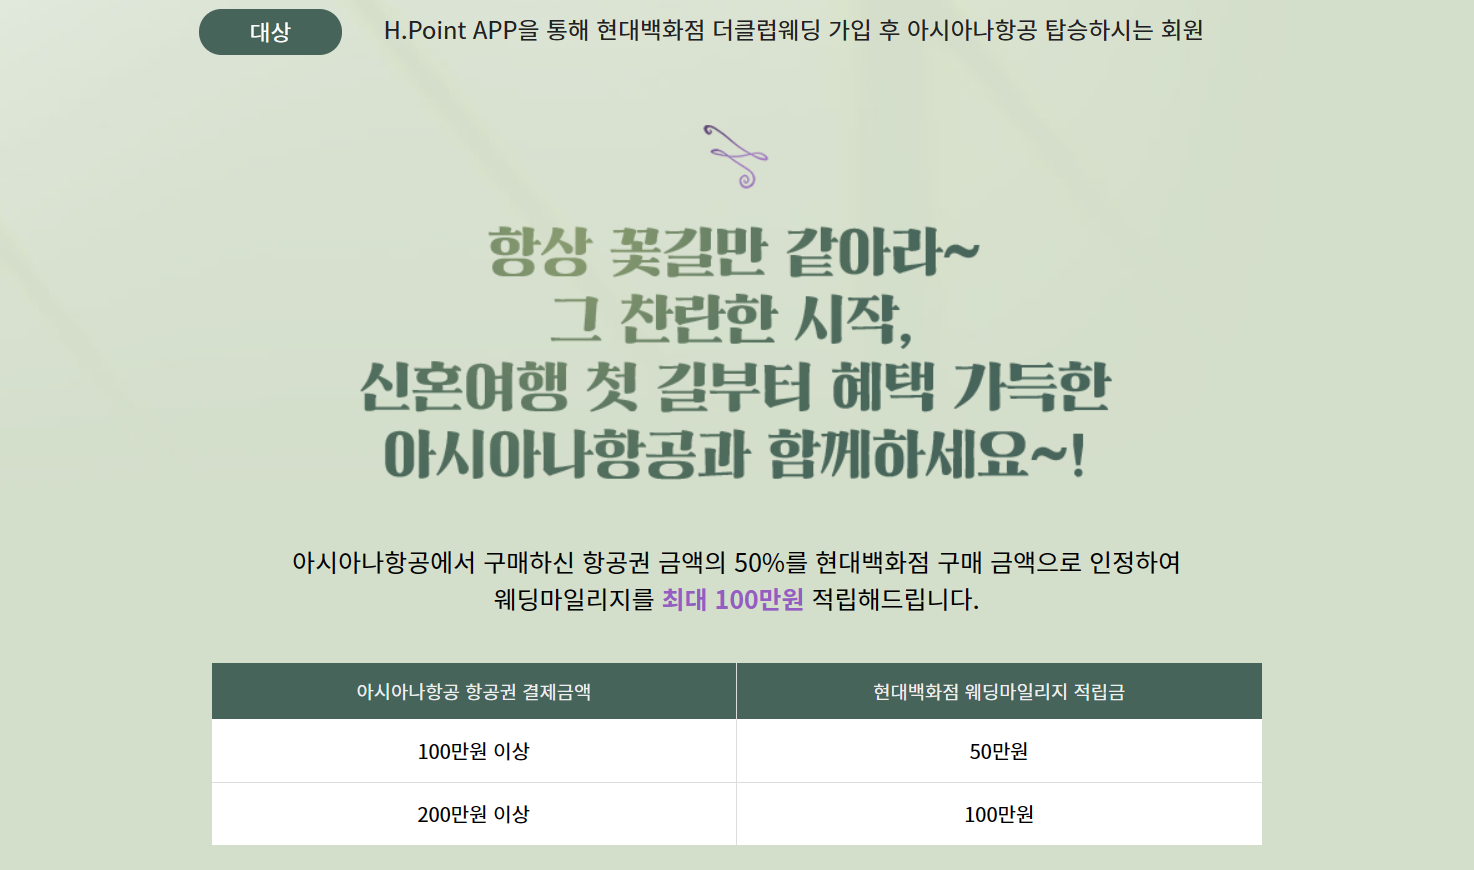 대상
H.Point APP을 통해 현대백화점 더클럽웨딩 가입 후 아시아나항공 탑승하시는 회원
항상 꽃길만 같아라~
그 찬란한 시작,
신혼여행 첫 길부터 혜택 가득한
아시아나항공과 함께하세요~!
아시아나항공에서 구매하신 항공권 금액의 50%를 현대백화점 구매 금액으로 인정하여
웨딩마일리지를 최대 100만원 적립해드립니다.
아시아나항공 항공권 결제금액
현대백화점 웨딩마일리지 적립금
100만원 이상
50만원
200만원 이상
100만원